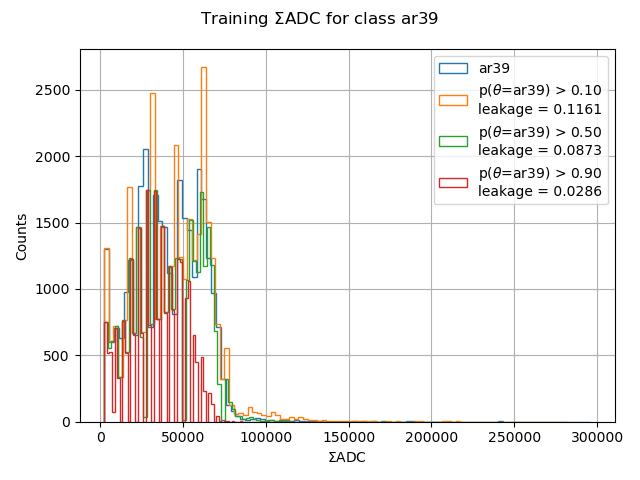 Training ΣADC for class ar39
ar39
p(θ=ar39) > 0.10
leakage = 0.1161
p(θ=ar39) > 0.50
leakage = 0.0873
p(θ=ar39) > 0.90
leakage = 0.0286
2500
2000
1500
1000
500
0
Counts
0 50000 100000 150000 200000 250000 300000
ΣADC